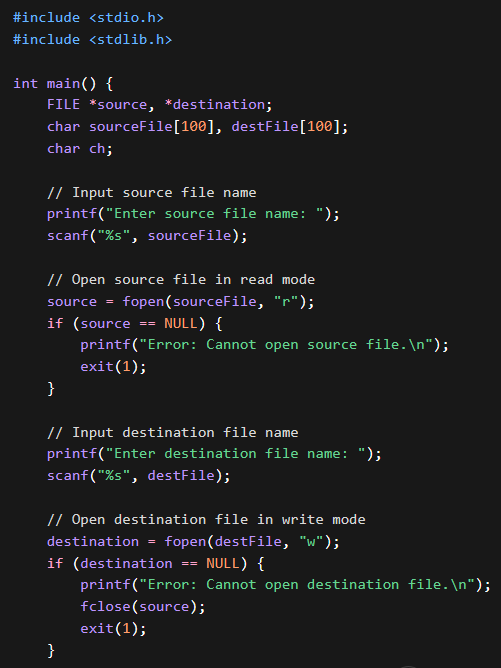 #include <stdio.h>
#include <stdlib.h>

int main() {
    FILE *source, *destination;
    char sourceFile[100], destFile[100];
    char ch;

    // Input source file name
    printf("Enter source file name: ");
    scanf("%s", sourceFile);

    // Open source file in read mode
    source = fopen(sourceFile, "r");
    if (source == NULL) {
        printf("Error: Cannot open source file.\n");
        exit(1);
    }

    // Input destination file name
    printf("Enter destination file name: ");
    scanf("%s", destFile);

    // Open destination file in write mode
    destination = fopen(destFile, "w");
    if (destination == NULL) {
        printf("Error: Cannot open destination file.\n");
        fclose(source);
        exit(1);
    }